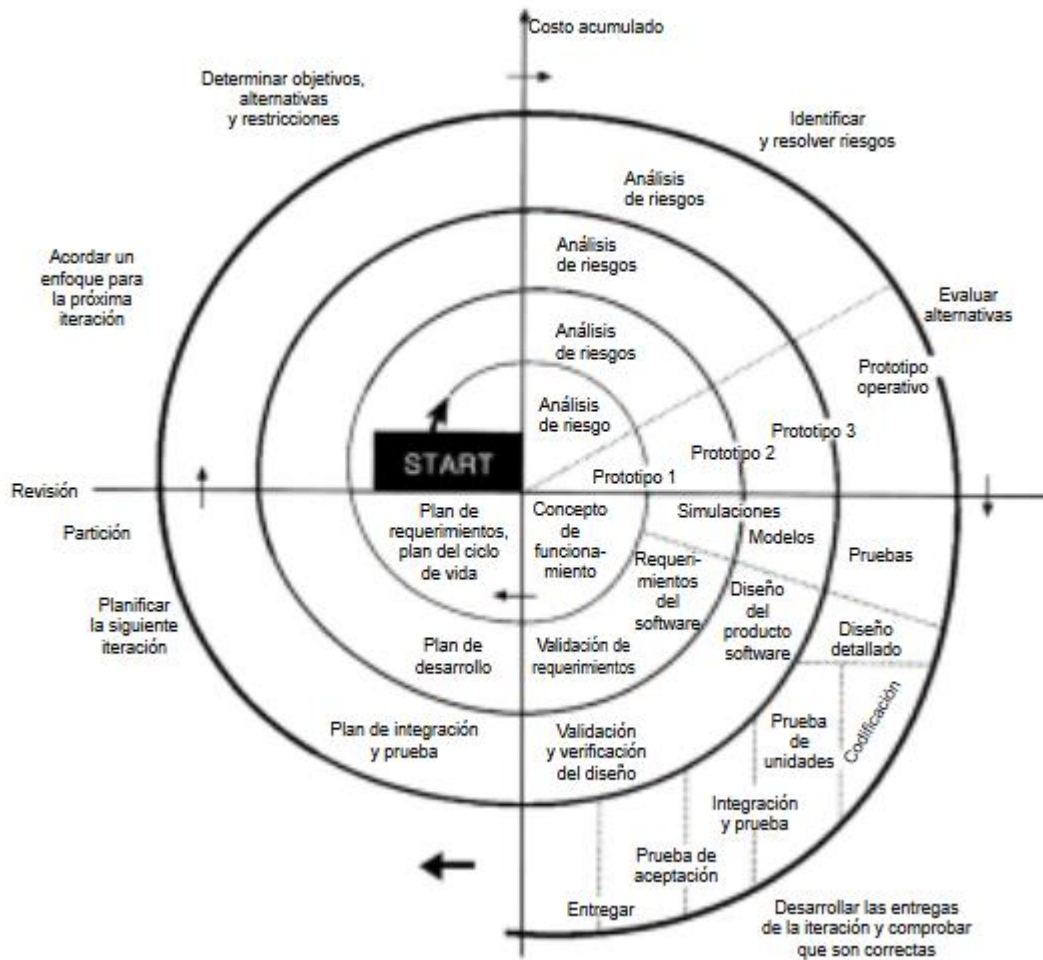 Costo acumulado
Determinar objetivos,
alternativas
y restricciones
Identificar
y resolver riesgos
Análisis
de riesgos
Acordar un
enfoque para
la próxima
iteración
Análisis
de riesgos
Evaluar
alternativas
Análisis
de riesgos
Prototipo
operativo
Análisis
de riesgo
Prototipo 3
START
Prototipo 2
Prototipo 1
Revisión
Partición
Plan de
requerimientos,
plan del ciclo
de vida
Concepto
de
funciona-
miento
Simulaciones
Modelos
Pruebas
Requeri-
mientos
del
software
Diseño
del
producto
software
Planificar
la siguiente
iteración
Diseño
detallado
Plan de
desarrollo
Validación de
requerimientos
Codificación
Prueba
de
unidades
Plan de integración
y prueba
Validación
y verificación
del diseño
Integración
y prueba
Prueba de
aceptación
Entregar
Desarrollar las entregas
de la iteración y comprobar
que son correctas